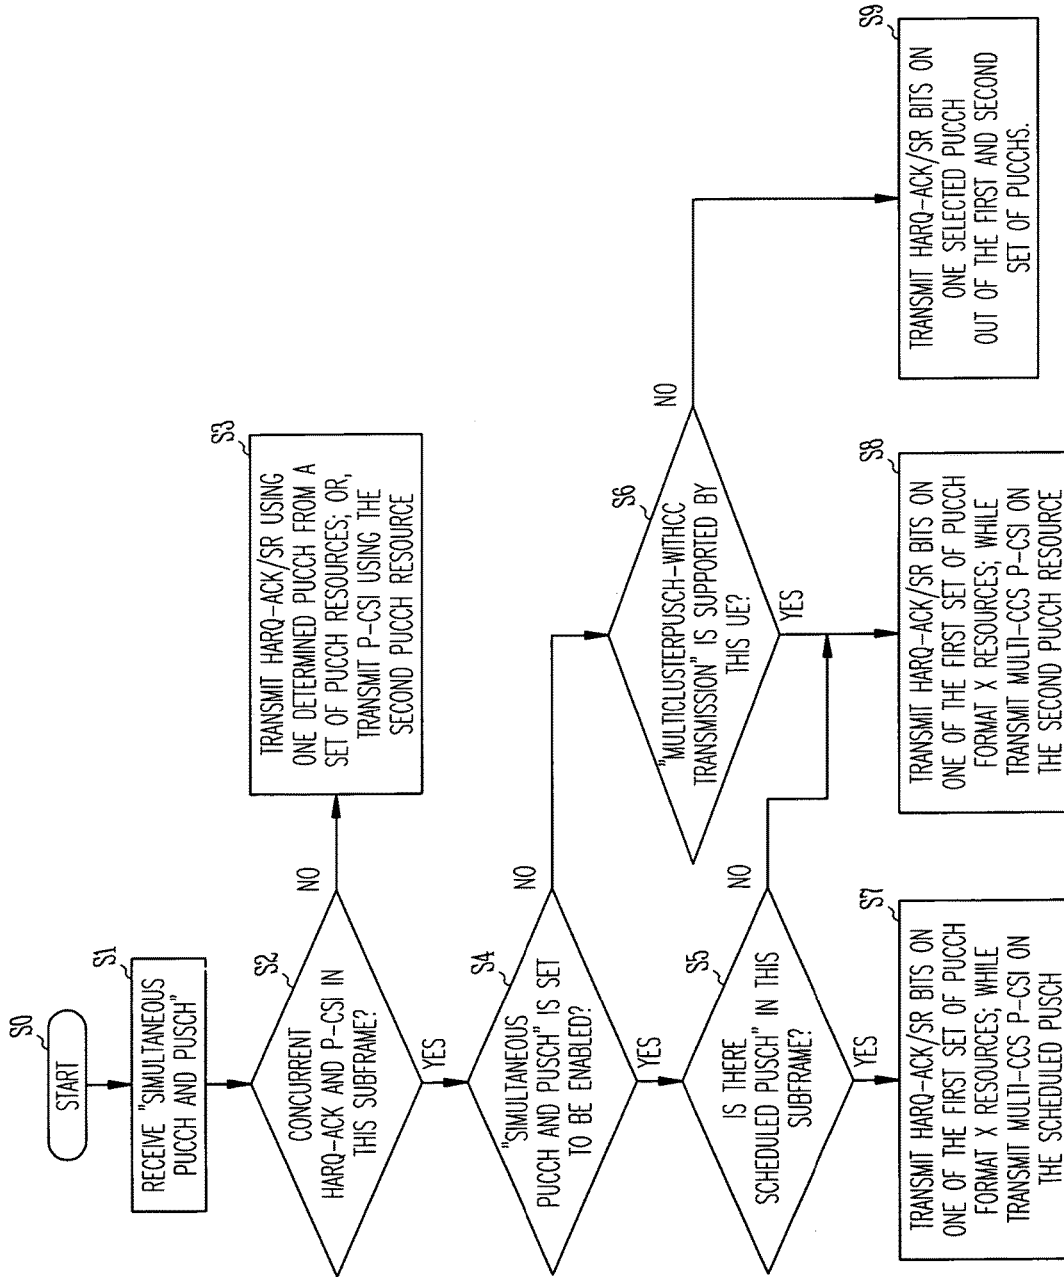 S0
START
S1
RECEIVE "SIMULTANEOUS
PUCCH AND PUSCH"
S2
CONCURRENT
HARQ-ACK AND P-CSI IN
THIS SUBFRAME?
NO
YES
S3
TRANSMIT HARQ-ACK/SR USING
ONE DETERMINED PUCCH FROM A
SET OF PUCCH RESOURCES; OR,
TRANSMIT P-CSI USING THE
SECOND PUCCH RESOURCE
S4
"SIMULTANEOUS
PUCCH AND PUSCH" IS SET
TO BE ENABLED?
NO
YES
S5
IS THERE
SCHEDULED PUSCH" IN THIS
SUBFRAME?
NO
YES
S6
"MULTICLUSTERPUSCH-WITHCC
TRANSMISSION" IS SUPPORTED BY
THIS UE?
NO
YES
S7
TRANSMIT HARQ-ACK/SR BITS ON
ONE OF THE FIRST SET OF PUCCH
FORMAT X RESOURCES; WHILE
TRANSMIT MULTI-CCS P-CSI ON
THE SCHEDULED PUSCH
S8
TRANSMIT HARQ-ACK/SR BITS ON
ONE OF THE FIRST SET OF PUCCH
FORMAT X RESOURCES; WHILE
TRANSMIT MULTI-CCS P-CSI ON
THE SECOND PUCCH RESOURCE
S9
TRANSMIT HARQ-ACK/SR BITS ON
ONE SELECTED PUCCH
OUT OF THE FIRST AND SECOND
SET OF PUCCHS.